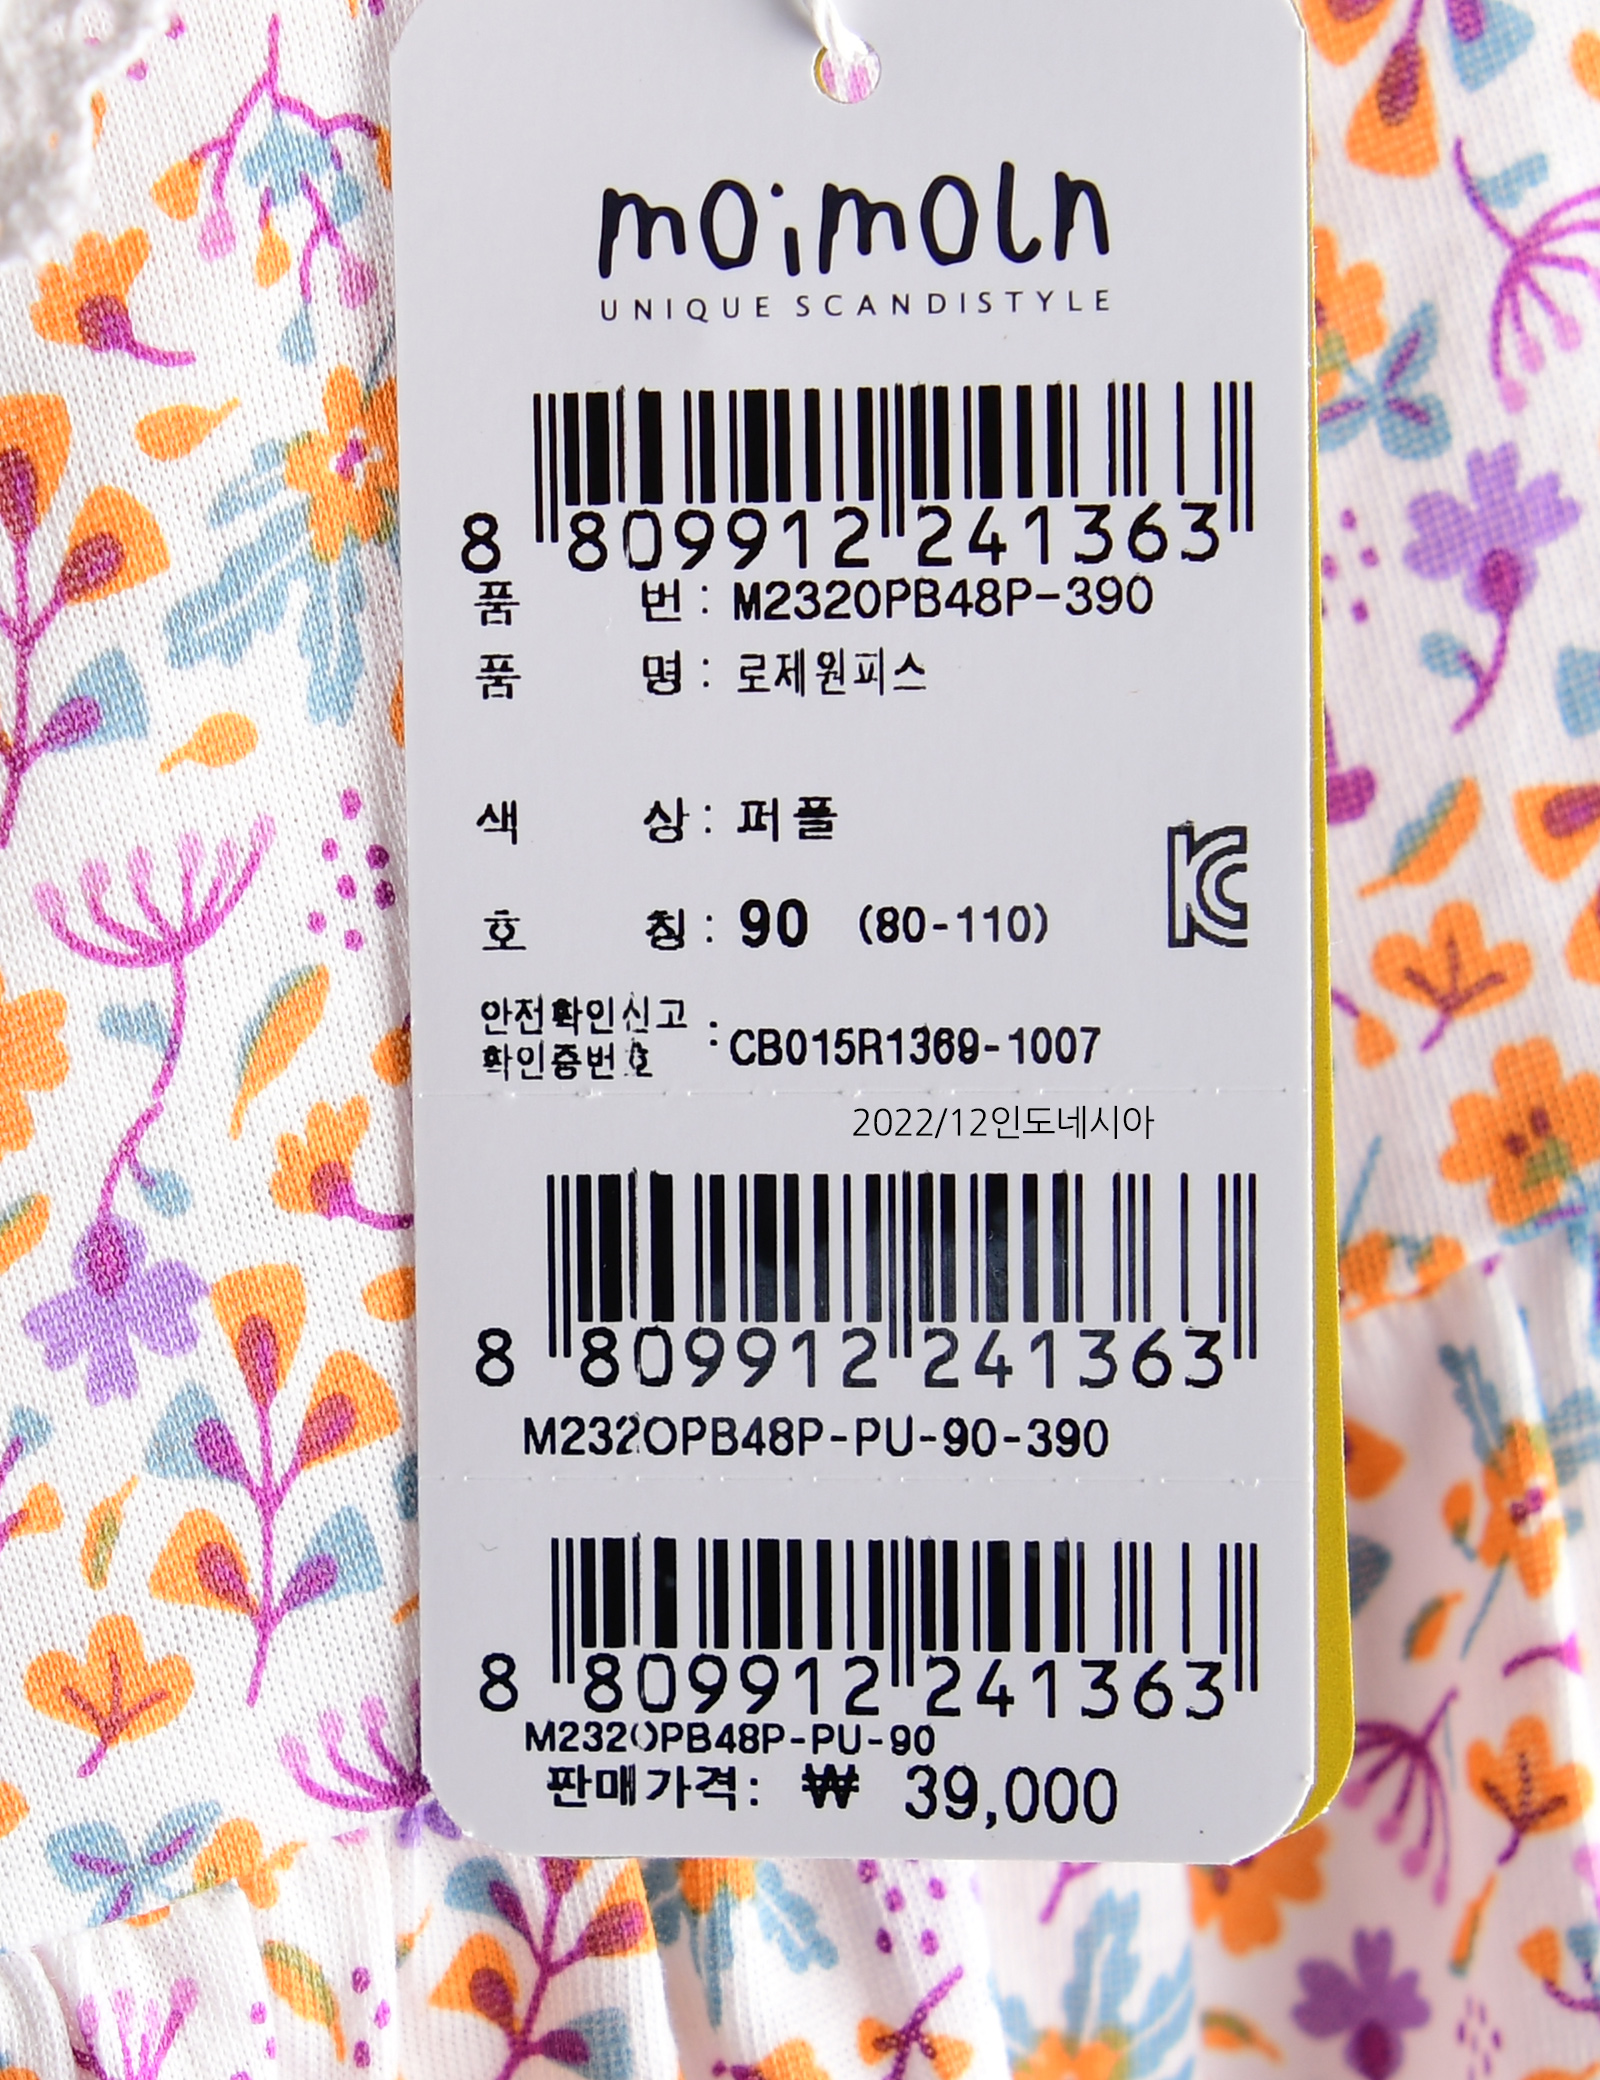 moimoln
UNIQUE SCANDISTYLE
8 809912 241363
품 번 : M232OPB48P-390
품 명 : 로제원피스
색 상 : 퍼플
호 칭 : 90 (80-110)
안전확인신고
확인증번호 : CB015R1369-1007
2022/12인도네시아
8 809912 241363
M232OPB48P-PU-90-390
8 809912 241363
M232OPB48P-PU-90
판매가격: ₩ 39,000